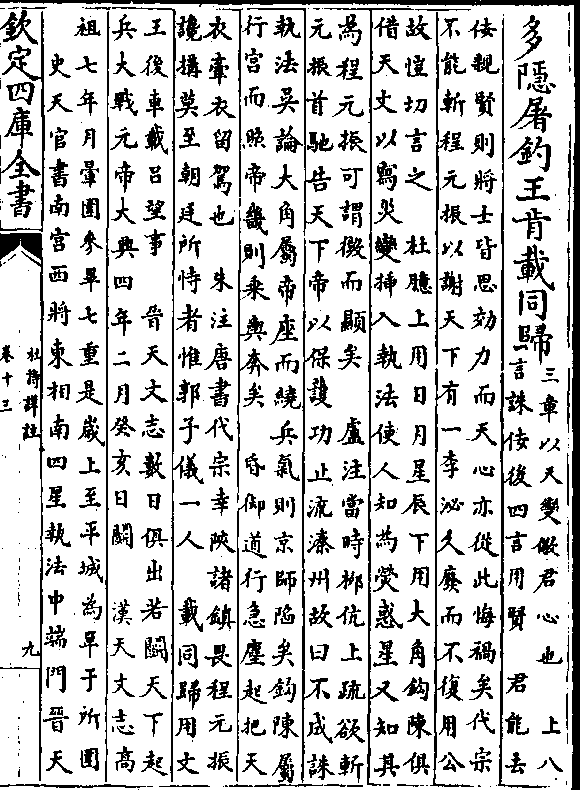 多隱屠釣王肯載同歸三章以天變儆君心也 上八
言誅佞後四言用賢 君能去
佞親賢則將士皆思効力而天心亦從此悔禍矣代宗
不能斬程元振以謝天下有一李泌久廢而不復用公
故愷切言之 杜臆上用日月星辰下用大角鈎陳俱
借天文以寫災變挿入執法使人知為熒惑星又知其
為程元振可謂微而顯矣 盧注當時柳伉上疏欲斬
元振首馳告天下帝以保護功止流溱州故曰不成誅
執法吳論大角屬帝座而繞兵氣則京師陷矣鈎陳屬
行宮而照帝畿則乘輿奔矣 昏御道行急塵起把天
衣牽衣留駕也 朱注唐書代宗幸陝諸鎮畏程元振
讒搆莫至朝廷所恃者惟郭子儀一人 載同歸用文
王後車載吕望事 晉天文志數日俱出若鬬天下起
兵大戰元帝大興四年二月癸亥日鬬 漢天文志高
祖七年月暈圍參畢七重是歲上至平城為單于所圍
史天官書南宮西將東相南四星執法中端門晉天
欽定四庫全書
杜詩詳註
卷十三
九